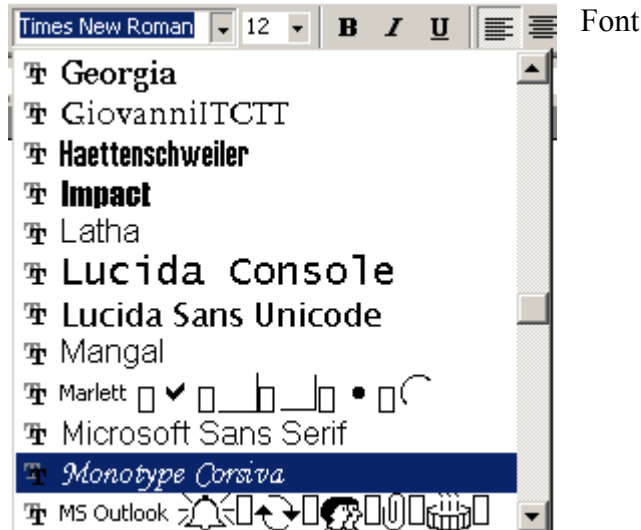 Times New Roman 12 B I U Font
Georgia
GiovanniITCTT
Haettenschweiler
Impact
Latha
Lucida Console
Lucida Sans Unicode
Mangal
Marlett
Microsoft Sans Serif
Monotype Corsiva
MS Outlook